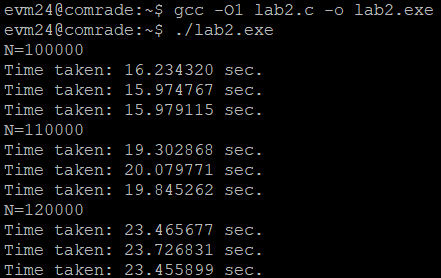 evm24@comrade:~$ gcc -O1 lab2.c -o lab2.exe
evm24@comrade:~$ ./lab2.exe
N=100000
Time taken: 16.234320 sec.
Time taken: 15.974767 sec.
Time taken: 15.979115 sec.
N=110000
Time taken: 19.302868 sec.
Time taken: 20.079771 sec.
Time taken: 19.845262 sec.
N=120000
Time taken: 23.465677 sec.
Time taken: 23.726831 sec.
Time taken: 23.455899 sec.